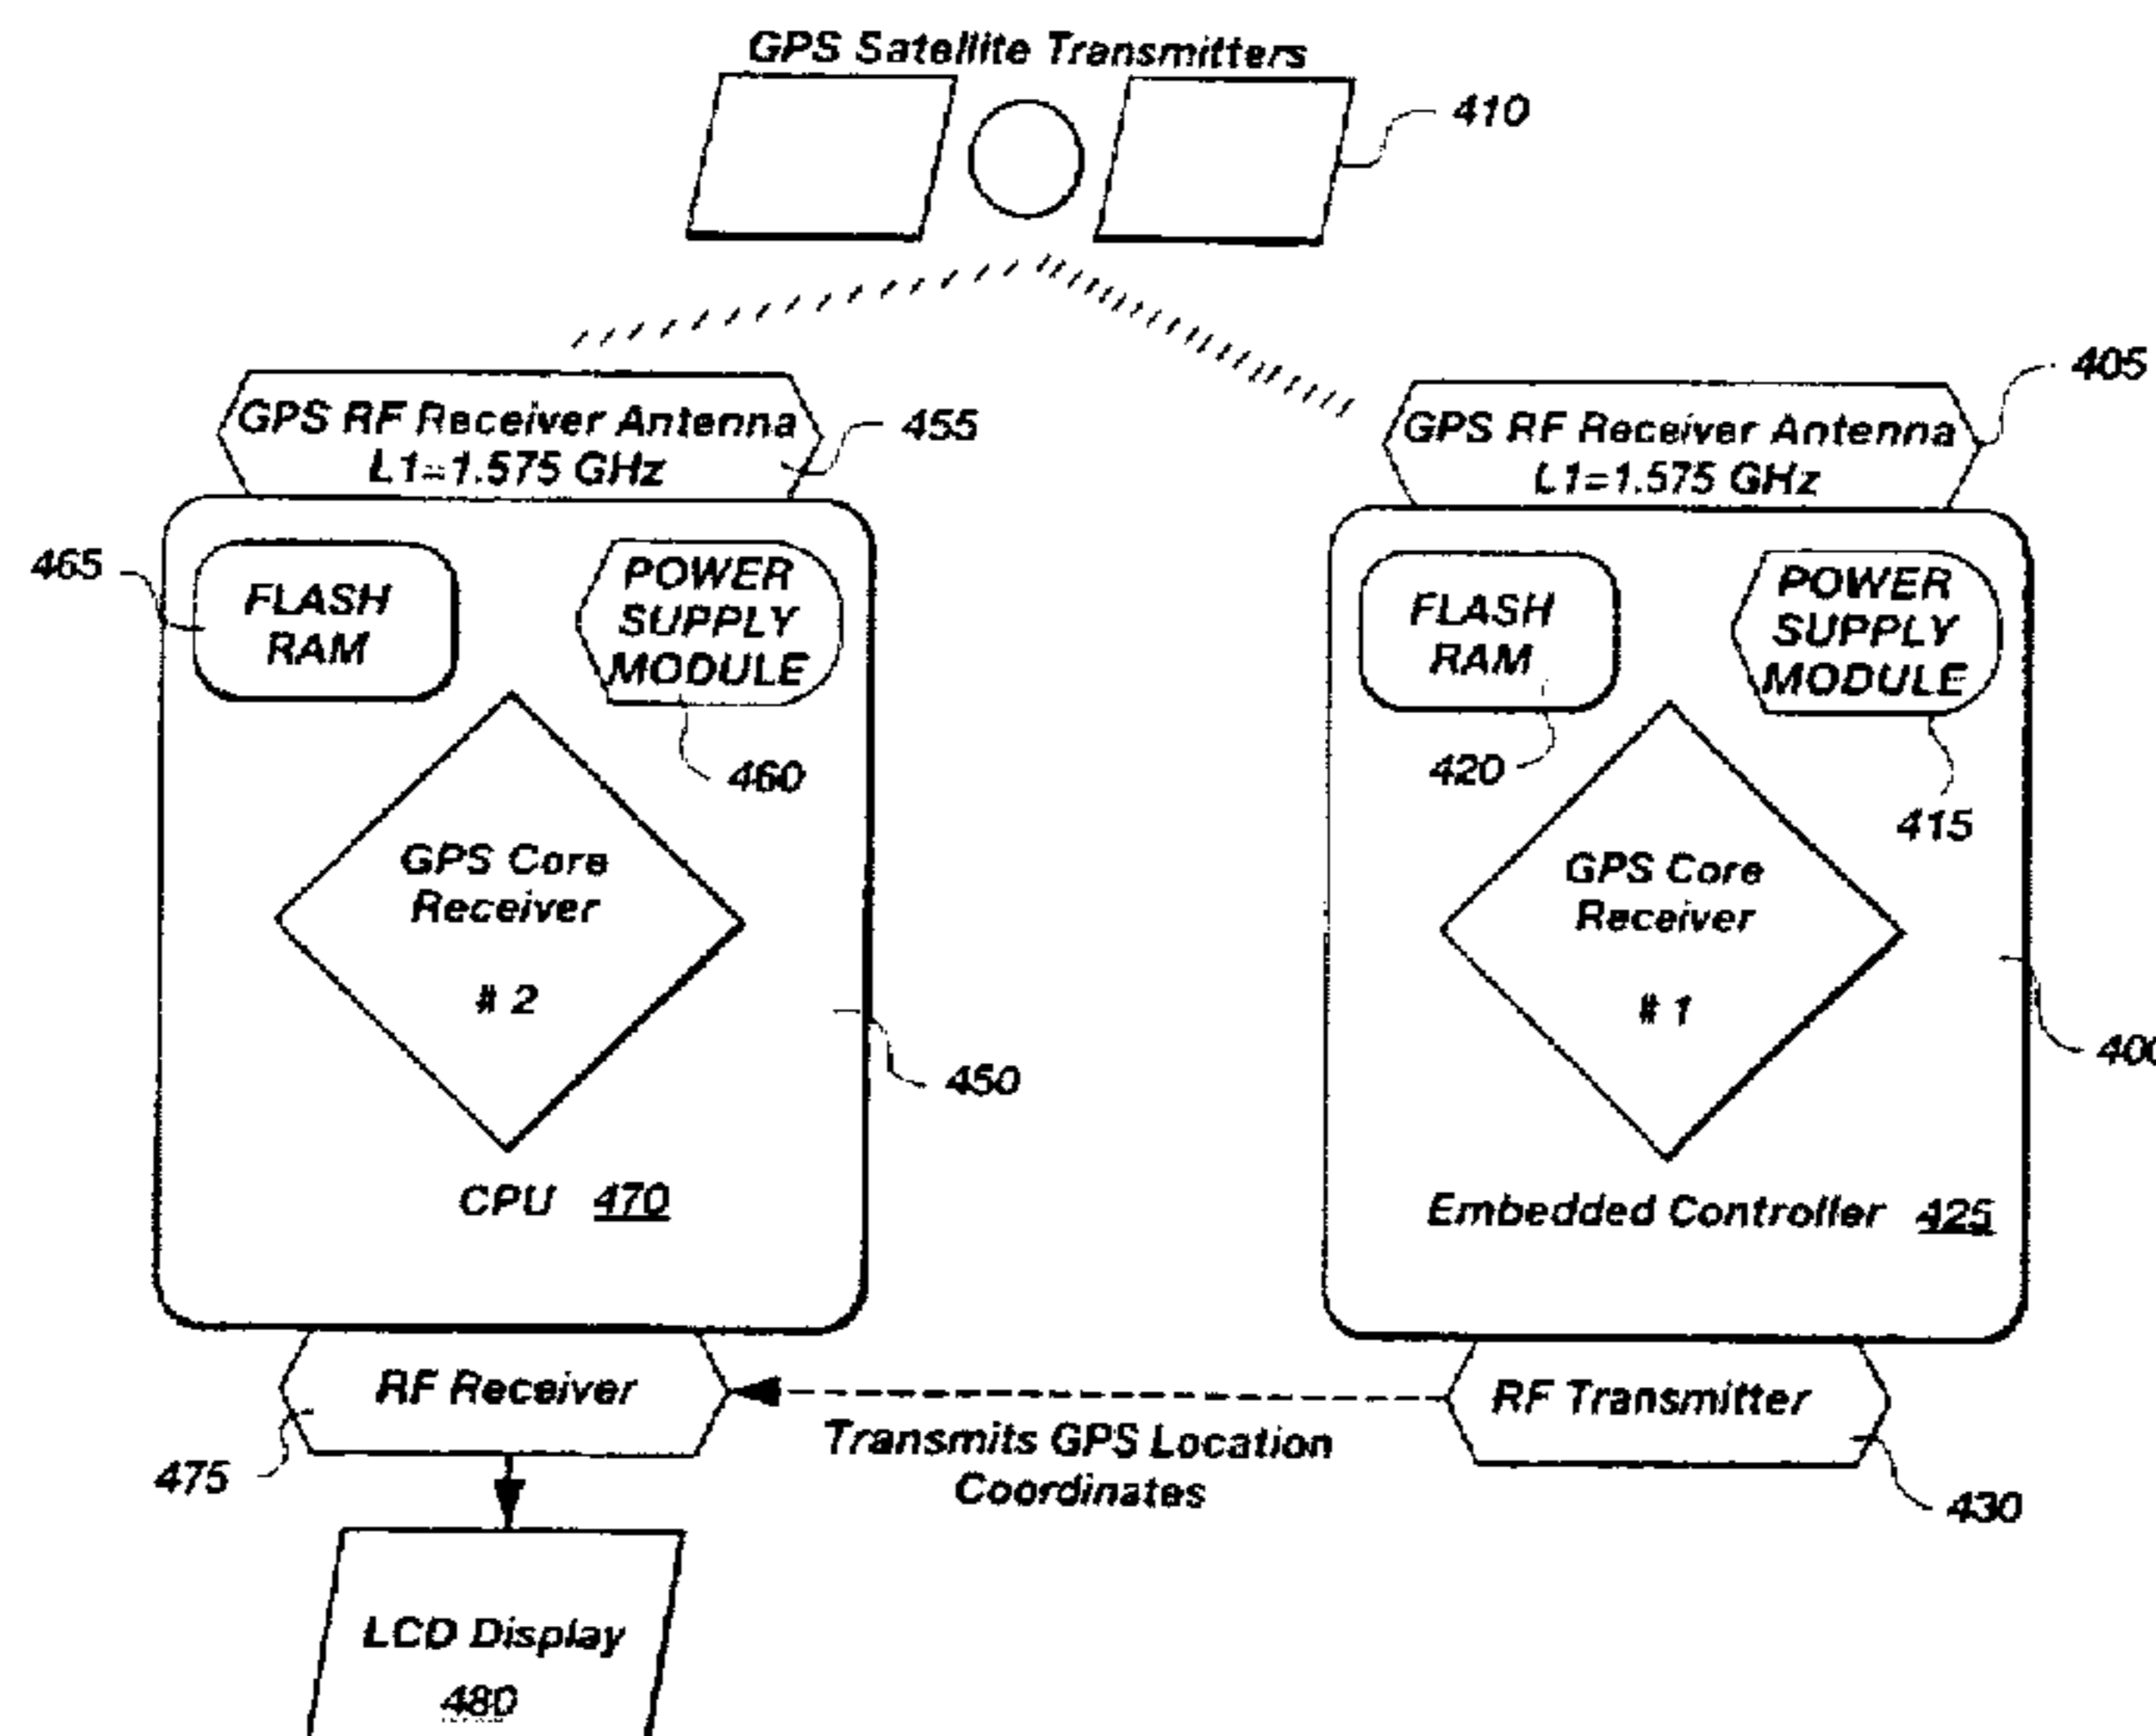 GPS Satellite Transmitters
410
405
GPS RF Receiver Antenna
L1=1.575 GHz
455
GPS RF Receiver Antenna
L1=1.575 GHz
465
FLASH
RAM
POWER
SUPPLY
MODULE
460
FLASH
RAM
420
POWER
SUPPLY
MODULE
415
GPS Core
Receiver
# 2
450
GPS Core
Receiver
# 1
400
CPU 470
Embedded Controller 425
RF Receiver
475
Transmits GPS Location
Coordinates
RF Transmitter
430
LCD Display
480